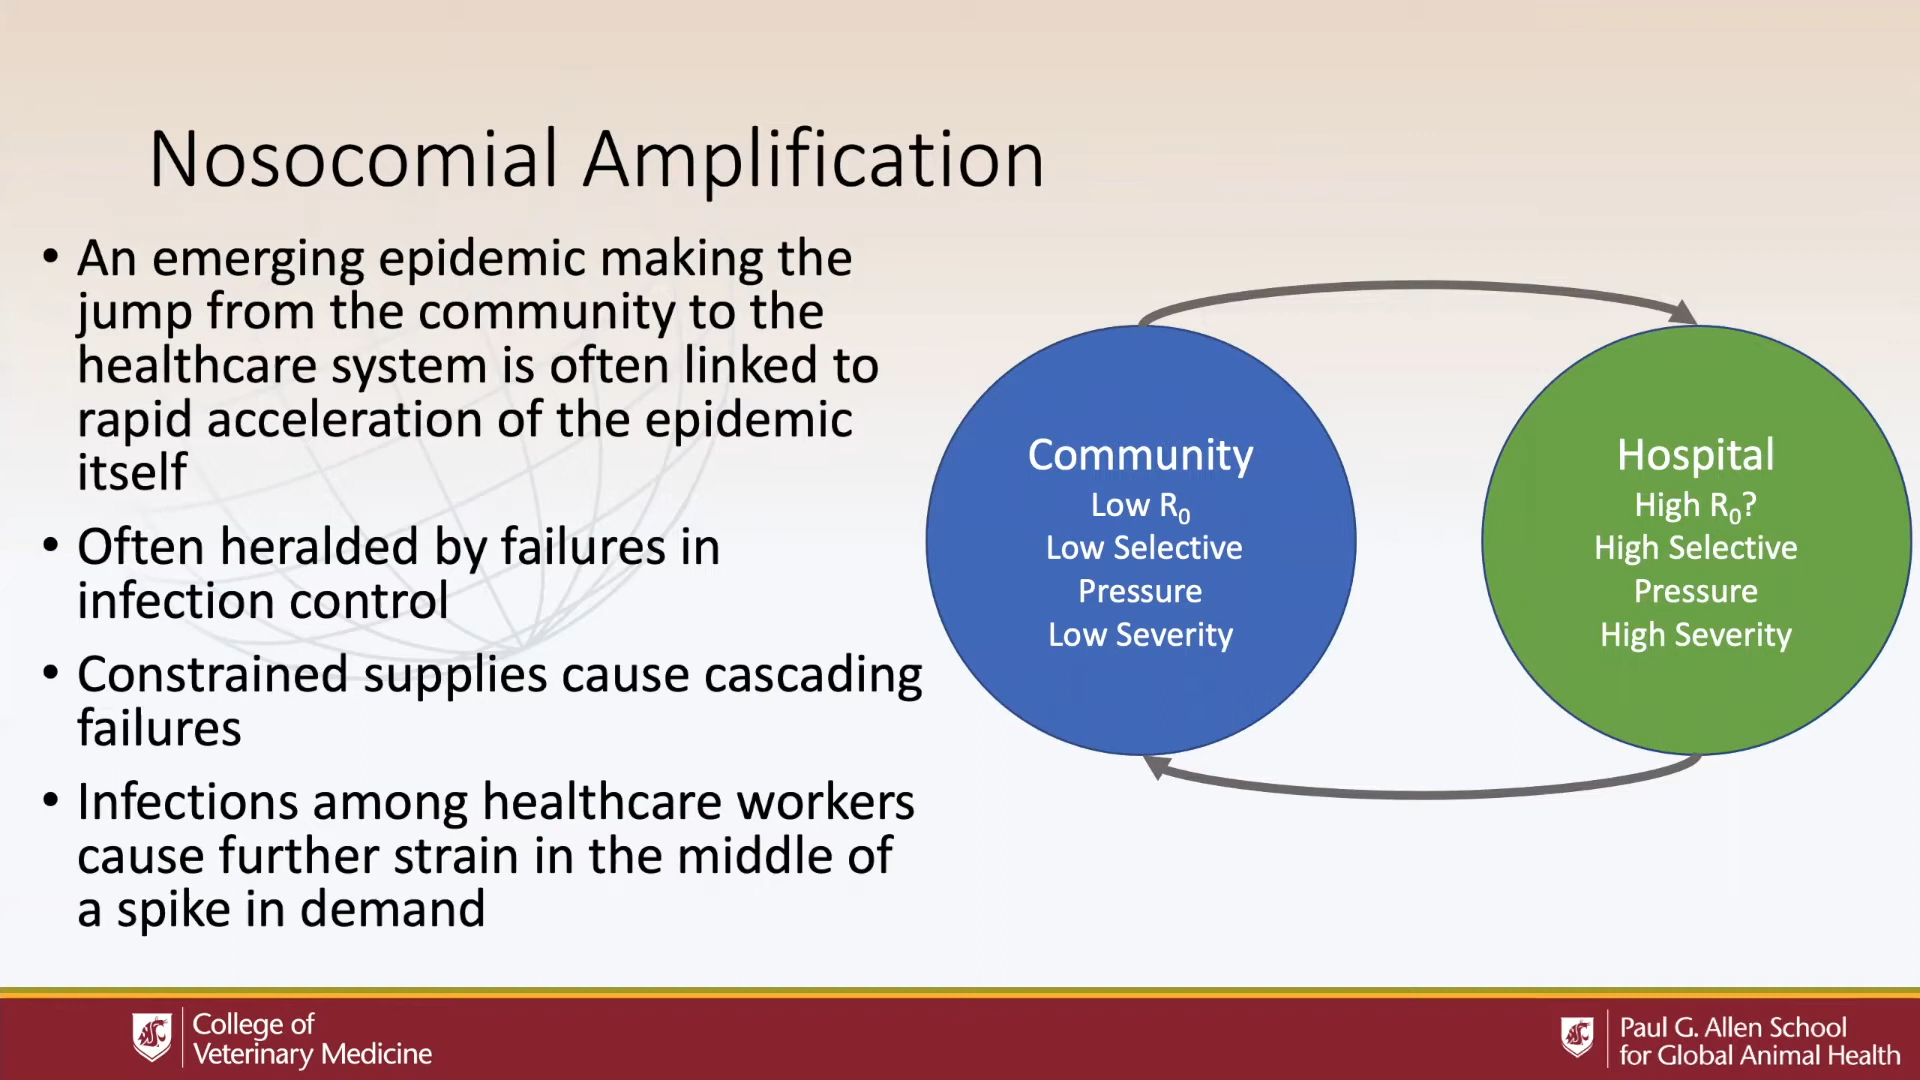 Nosocomial Amplification
• An emerging epidemic making the
jump from the community to the
healthcare system is often linked to
rapid acceleration of the epidemic
itself
• Often heralded by failures in
infection control
• Constrained supplies cause cascading
failures
• Infections among healthcare workers
cause further strain in the middle of
a spike in demand
Community
Low R₀
Low Selective
Pressure
Low Severity
Hospital
High R₀?
High Selective
Pressure
High Severity
College of
Veterinary Medicine
Paul G. Allen School
for Global Animal Health